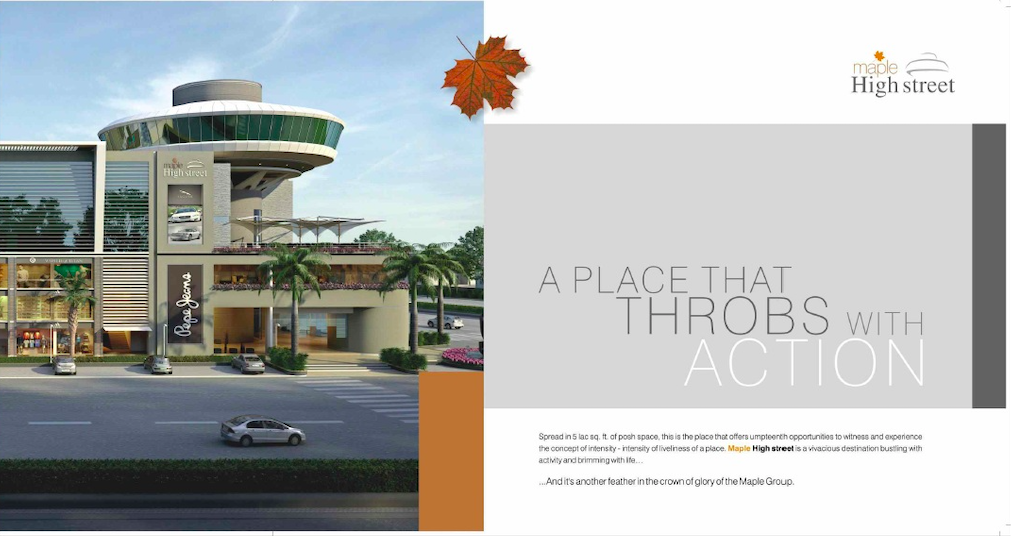 maple
High street
Pepe Jeans
maple
High street
A PLACE THAT
THROBS WITH
ACTION
Spread in 5 lac sq. ft. of posh space, this is the place that offers umpteenth opportunities to witness and experience
the concept of intensity - intensity of liveliness of a place. Maple High street is a vivacious destination bustling with
activity and brimming with life...
...And it's another feather in the crown of glory of the Maple Group.